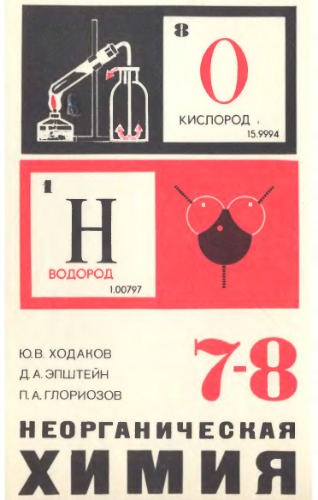 8
О
КИСЛОРОД
15.9994
1
Н
ВОДОРОД
1.00797
Ю.В. ХОДАКОВ
Д.А. ЭПШТЕЙН
П.А. ГЛОРИОЗОВ
7-8
НЕОРГАНИЧЕСКАЯ
ХИМИЯ